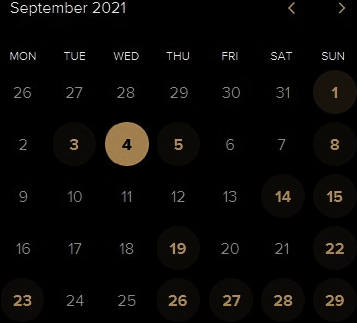 September 2021
MON TUE WED THU FRI SAT SUN
26 27 28 29 30 31 1
2 3 4 5 6 7 8
9 10 11 12 13 14 15
16 17 18 19 20 21 22
23 24 25 26 27 28 29